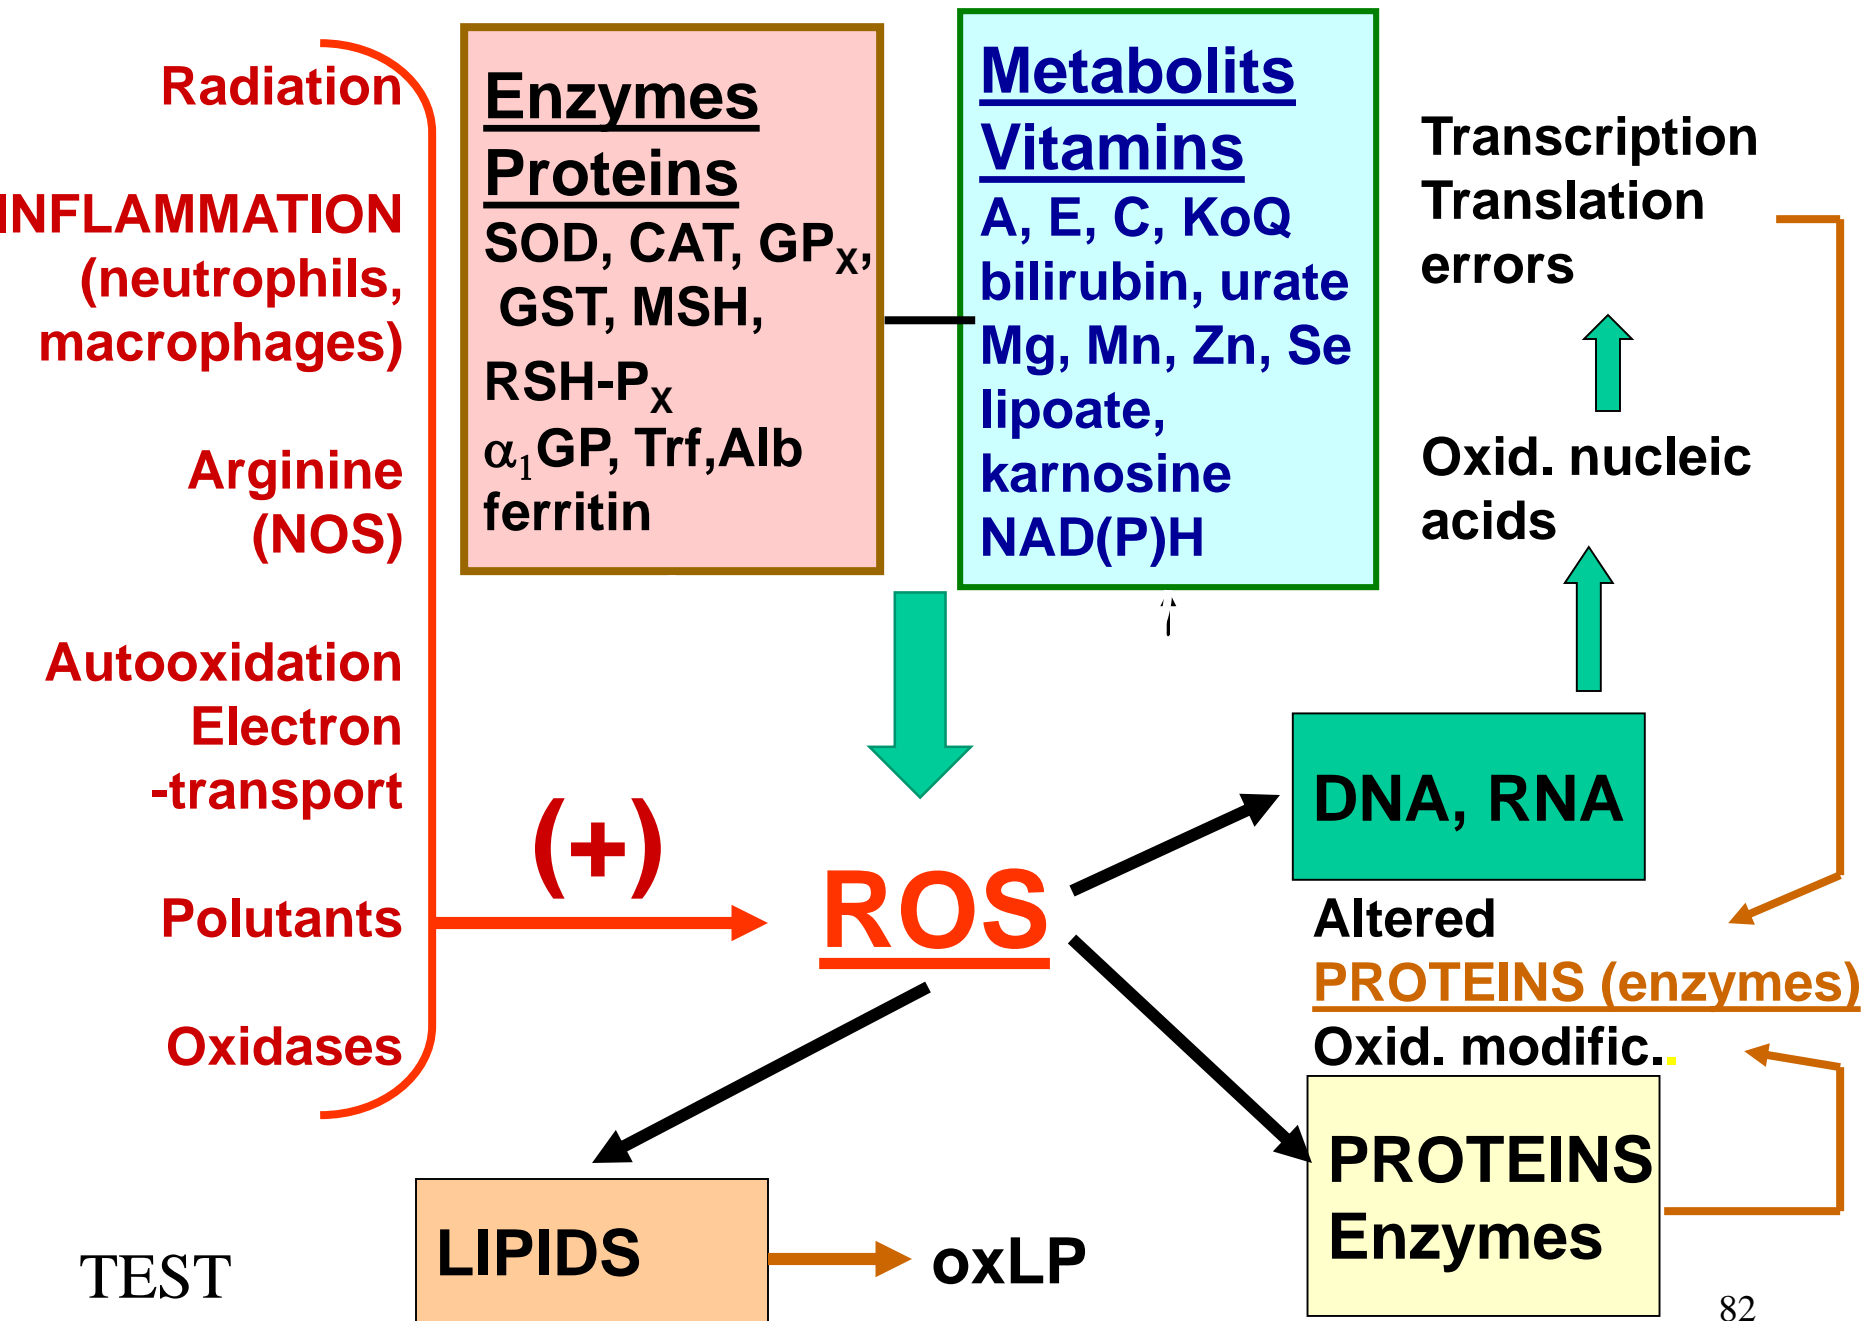 Radiation
INFLAMMATION
(neutrophils,
macrophages)
Arginine
(NOS)
Autooxidation
Electron
-transport
Polutants
Oxidases
Enzymes
Proteins
SOD, CAT, GPX,
GST, MSH,
RSH-PX
α1GP, Trf,Alb
ferritin
Metabolits
Vitamins
A, E, C, KoQ
bilirubin, urate
Mg, Mn, Zn, Se
lipoate,
karnosine
NAD(P)H
Transcription
Translation
errors
Oxid. nucleic
acids
DNA, RNA
(+)
ROS
Altered
PROTEINS (enzymes)
Oxid. modific..
PROTEINS
Enzymes
LIPIDS
oxLP
TEST
82